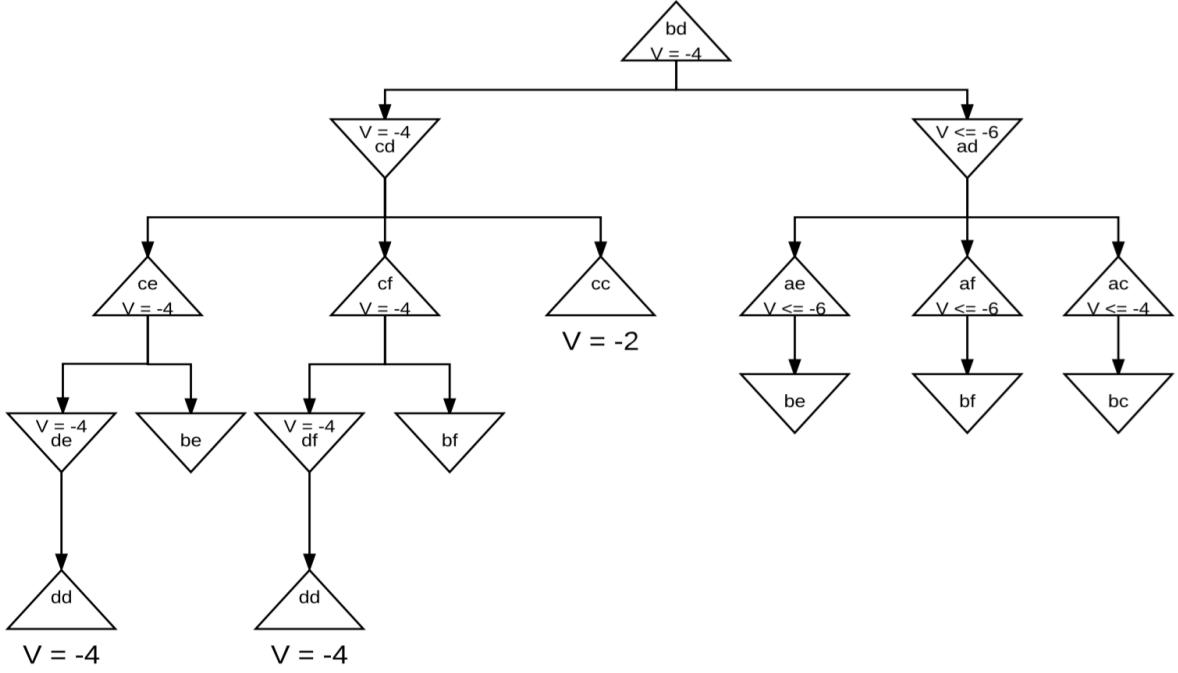 bd
V = -4
V = -4
cd
V <= -6
ad
ce
V = -4
cf
V = -4
cc
V = -2
ae
V <= -6
af
V <= -6
ac
V <= -4
V = -4
de
be
V = -4
df
bf
be
bf
bc
dd
V = -4
dd
V = -4